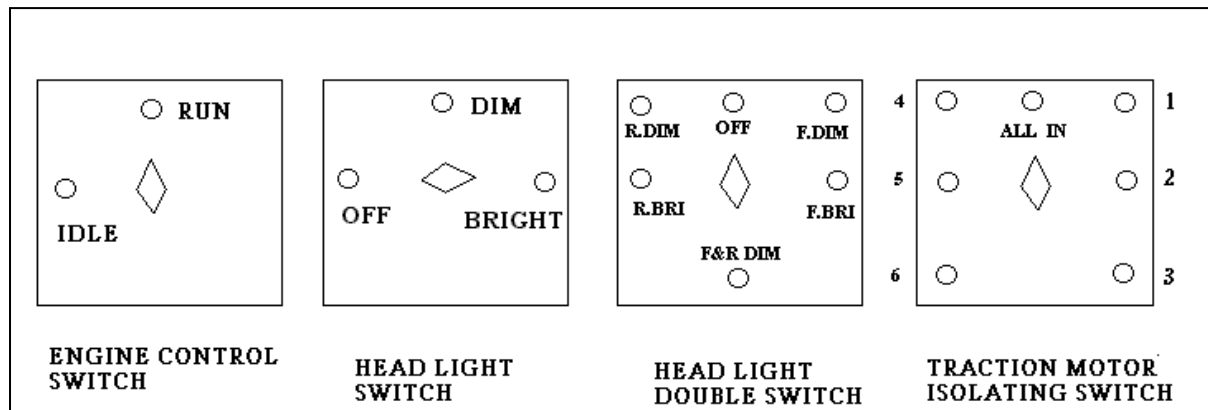 RUN
IDLE
ENGINE CONTROL
SWITCH
DIM
OFF
BRIGHT
HEAD LIGHT
SWITCH
R.DIM
OFF
F.DIM
R.BRI
F.BRI
F&R DIM
HEAD LIGHT
DOUBLE SWITCH
4
ALL IN
1
5
2
6
3
TRACTION MOTOR
ISOLATING SWITCH